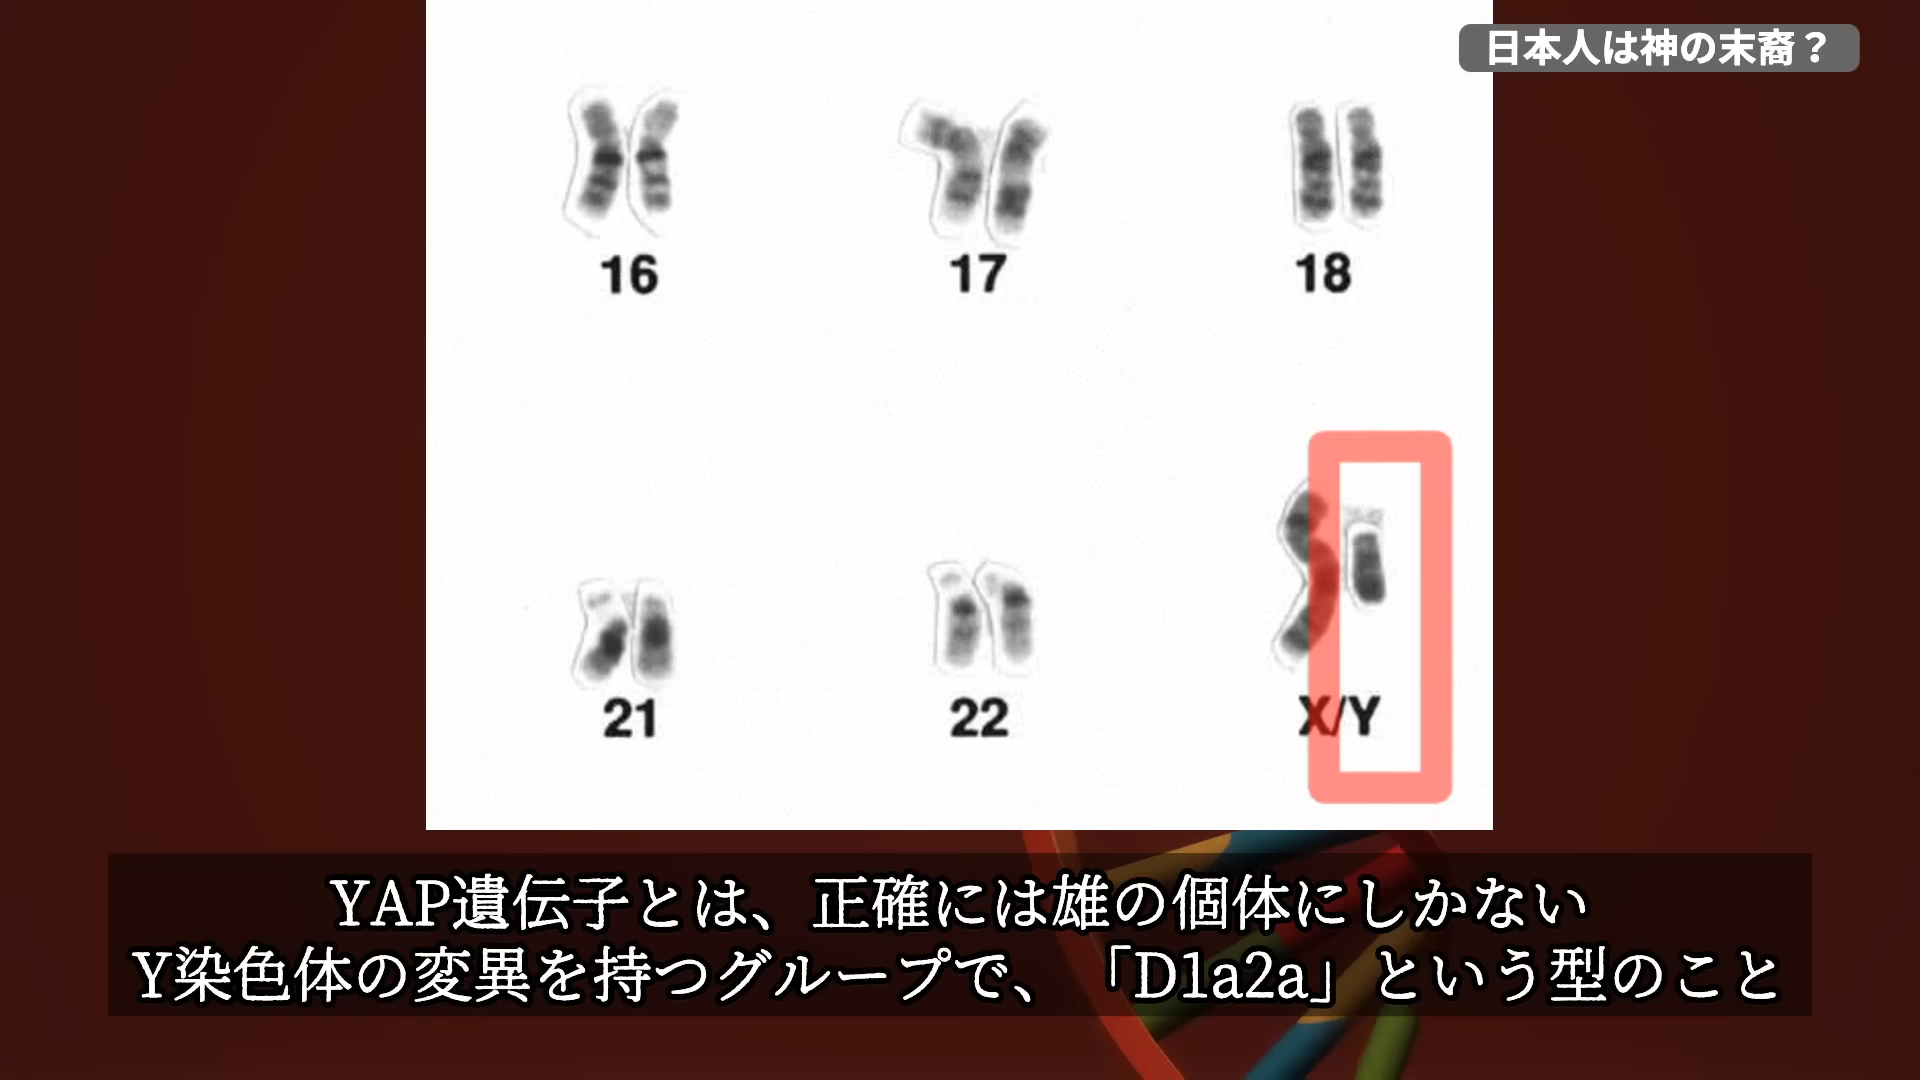 日本人は神の末裔？
16
17
18
21
22
X/Y
YAP遺伝子とは、正確には雄の個体にしかない
Y染色体の変異を持つグループで、「D1a2a」という型のこと